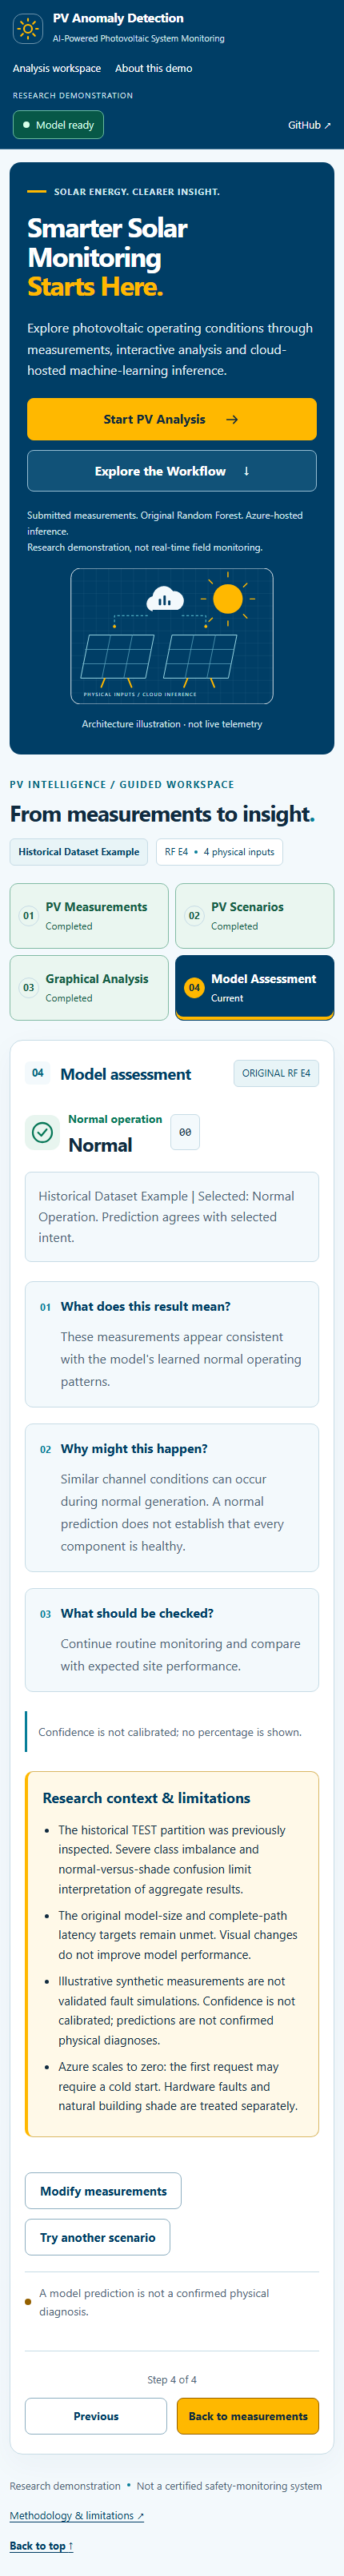 PV Anomaly Detection
AI-Powered Photovoltaic System Monitoring
Analysis workspace About this demo
RESEARCH DEMONSTRATION
Model ready GitHub ↗
SOLAR ENERGY. CLEARER INSIGHT.
Smarter Solar
Monitoring
Starts Here.
Explore photovoltaic operating conditions through
measurements, interactive analysis and cloud-
hosted machine-learning inference.
Start PV Analysis →
Explore the Workflow ↓
Submitted measurements. Original Random Forest. Azure-hosted
inference.
Research demonstration, not real-time field monitoring.
PHYSICAL INPUTS / CLOUD INFERENCE
Architecture illustration · not live telemetry
PV INTELLIGENCE / GUIDED WORKSPACE
From measurements to insight.
Historical Dataset Example RF E4 • 4 physical inputs
01 PV Measurements
Completed
02 PV Scenarios
Completed
03 Graphical Analysis
Completed
04 Model Assessment
Current
04 Model assessment ORIGINAL RF E4
Normal operation
Normal 00
Historical Dataset Example | Selected: Normal
Operation. Prediction agrees with selected
intent.
01 What does this result mean?
These measurements appear consistent
with the model's learned normal operating
patterns.
02 Why might this happen?
Similar channel conditions can occur
during normal generation. A normal
prediction does not establish that every
component is healthy.
03 What should be checked?
Continue routine monitoring and compare
with expected site performance.
Confidence is not calibrated; no percentage is shown.
Research context & limitations
• The historical TEST partition was previously
inspected. Severe class imbalance and
normal-versus-shade confusion limit
interpretation of aggregate results.
• The original model-size and complete-path
latency targets remain unmet. Visual changes
do not improve model performance.
• Illustrative synthetic measurements are not
validated fault simulations. Confidence is not
calibrated; predictions are not confirmed
physical diagnoses.
• Azure scales to zero: the first request may
require a cold start. Hardware faults and
natural building shade are treated separately.
Modify measurements
Try another scenario
A model prediction is not a confirmed physical
diagnosis.
Step 4 of 4
Previous Back to measurements
Research demonstration • Not a certified safety-monitoring system
Methodology & limitations ↗
Back to top ↑